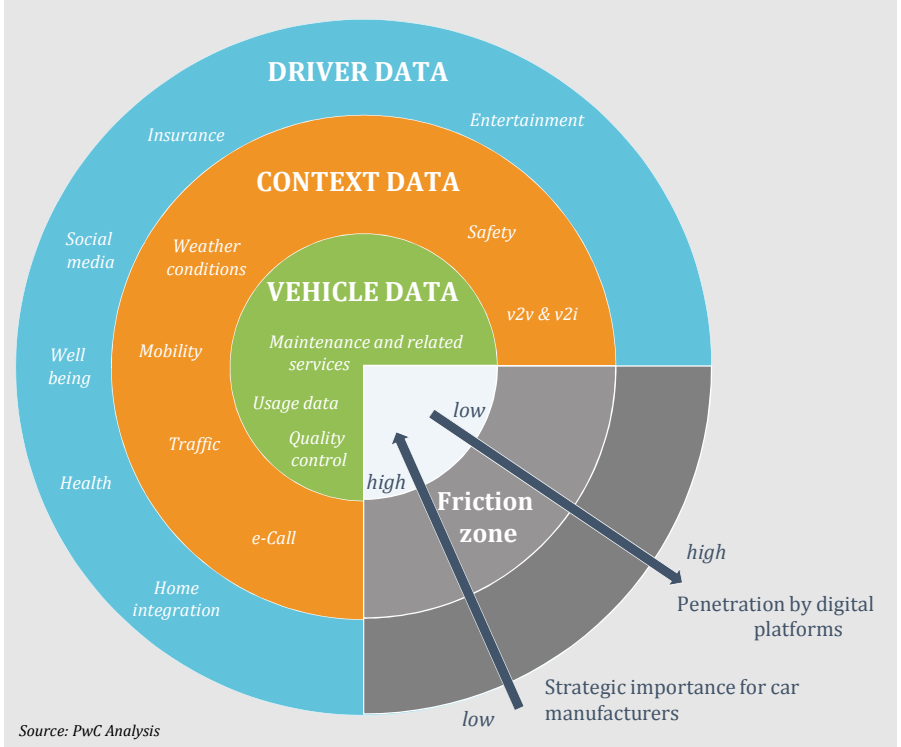 DRIVER DATA
Entertainment
Insurance
CONTEXT DATA
Safety
Social
media
Weather
conditions
VEHICLE DATA
v2v & v2i
Maintenance and related
services
Mobility
Well
being
Usage data
low
Quality
control
Traffic
high
Health
Friction
zone
e-Call
high
Home
integration
Penetration by digital
platforms
Strategic importance for car
manufacturers
low
Source: PwC Analysis